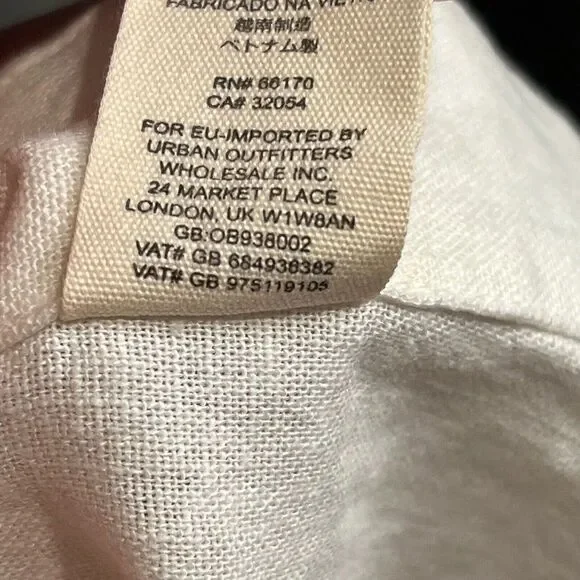 FABRICADO NA VIETN
越南制造
ベトナム製
RN# 66170
CA# 32054
FOR EU-IMPORTED BY
URBAN OUTFITTERS
WHOLESALE INC.
24 MARKET PLACE
LONDON, UK W1W8AN
GB:OB938002
VAT# GB 684936382
VAT# GB 975119105